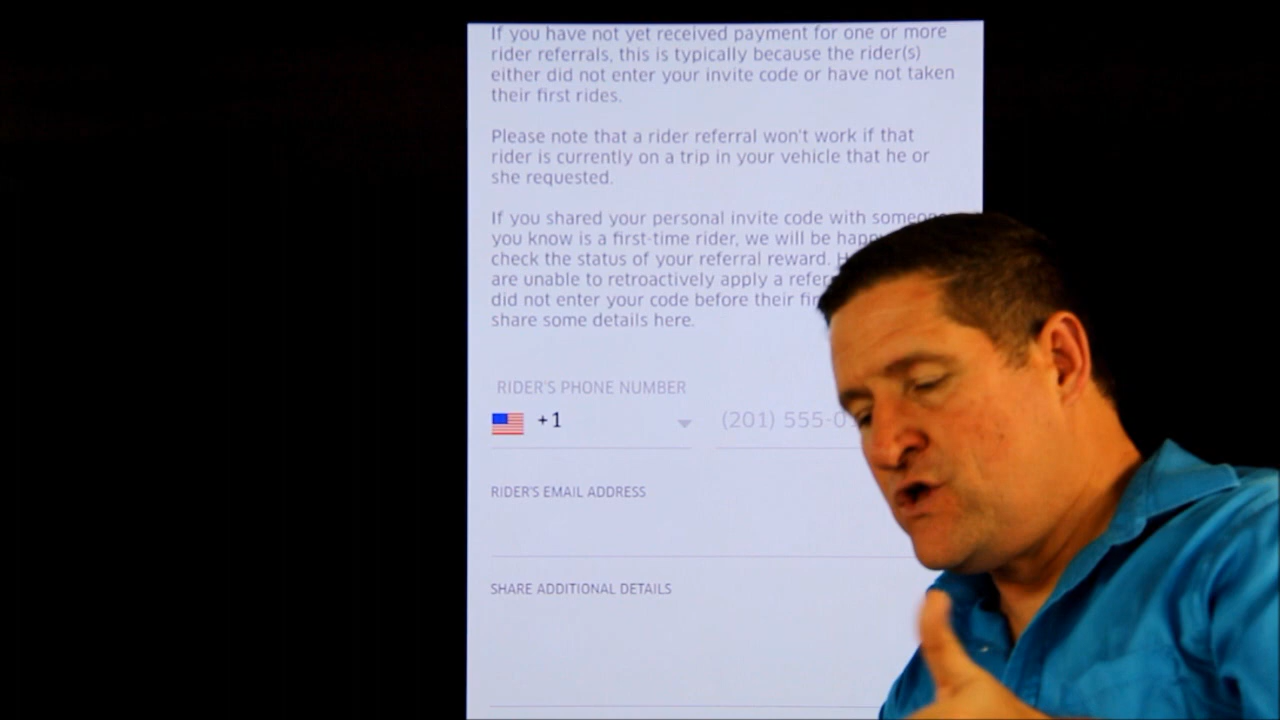 If you have not yet received payment for one or more
rider referrals, this is typically because the rider(s)
either did not enter your invite code or have not taken
their first rides.
Please note that a rider referral won't work if that
rider is currently on a trip in your vehicle that he or
she requested.
If you shared your personal invite code with someone
you know is a first-time rider, we will be happy
check the status of your referral reward.
are unable to retroactively apply a
did not enter your code before their
share some details here.
RIDER'S PHONE NUMBER
+1
(201) 555-0
RIDER'S EMAIL ADDRESS
SHARE ADDITIONAL DETAILS